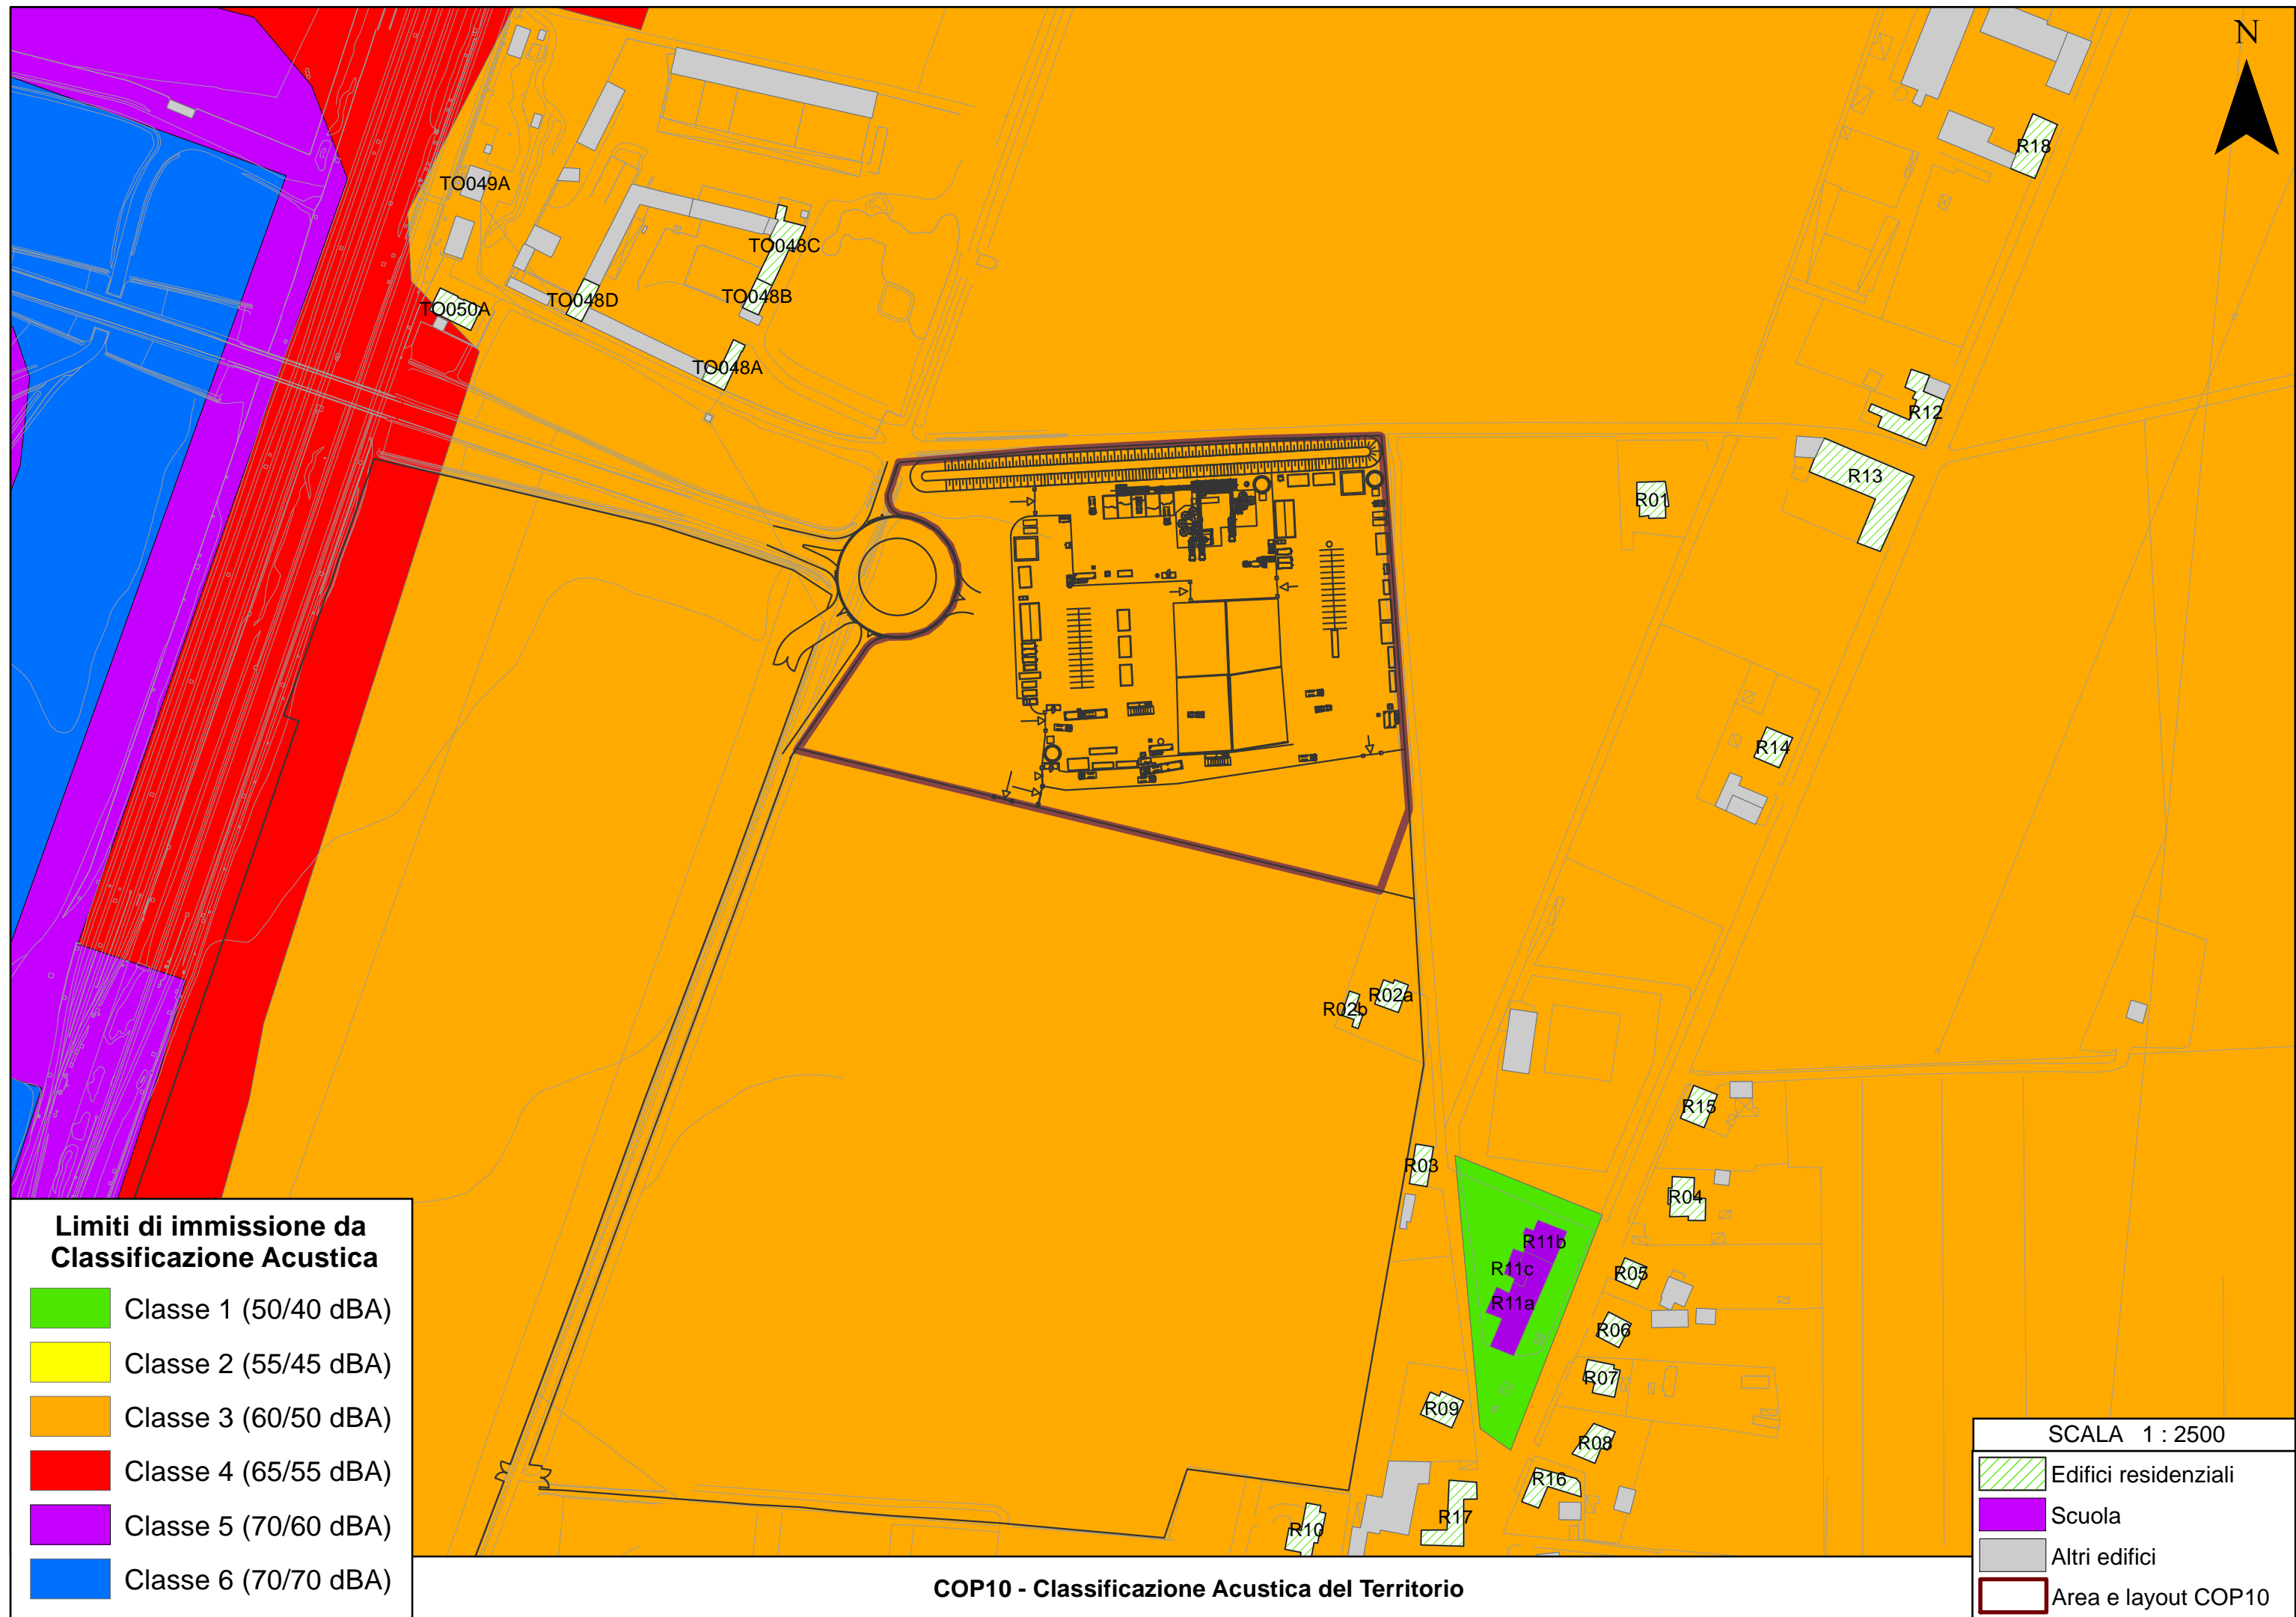 N
R18
TO049A
TO048C
TO048B
TO048D
TO050A
TO048A
R12
R13
R01
R14
R02a
R02b
R15
R03
R04
R11b
R11c
R05
R11a
R06
R07
R09
R08
R16
R17
R10
Limiti di immissione da
Classificazione Acustica
Classe 1 (50/40 dBA)
Classe 2 (55/45 dBA)
Classe 3 (60/50 dBA)
Classe 4 (65/55 dBA)
Classe 5 (70/60 dBA)
Classe 6 (70/70 dBA)
SCALA 1 : 2500
Edifici residenziali
Scuola
Altri edifici
Area e layout COP10
COP10 - Classificazione Acustica del Territorio